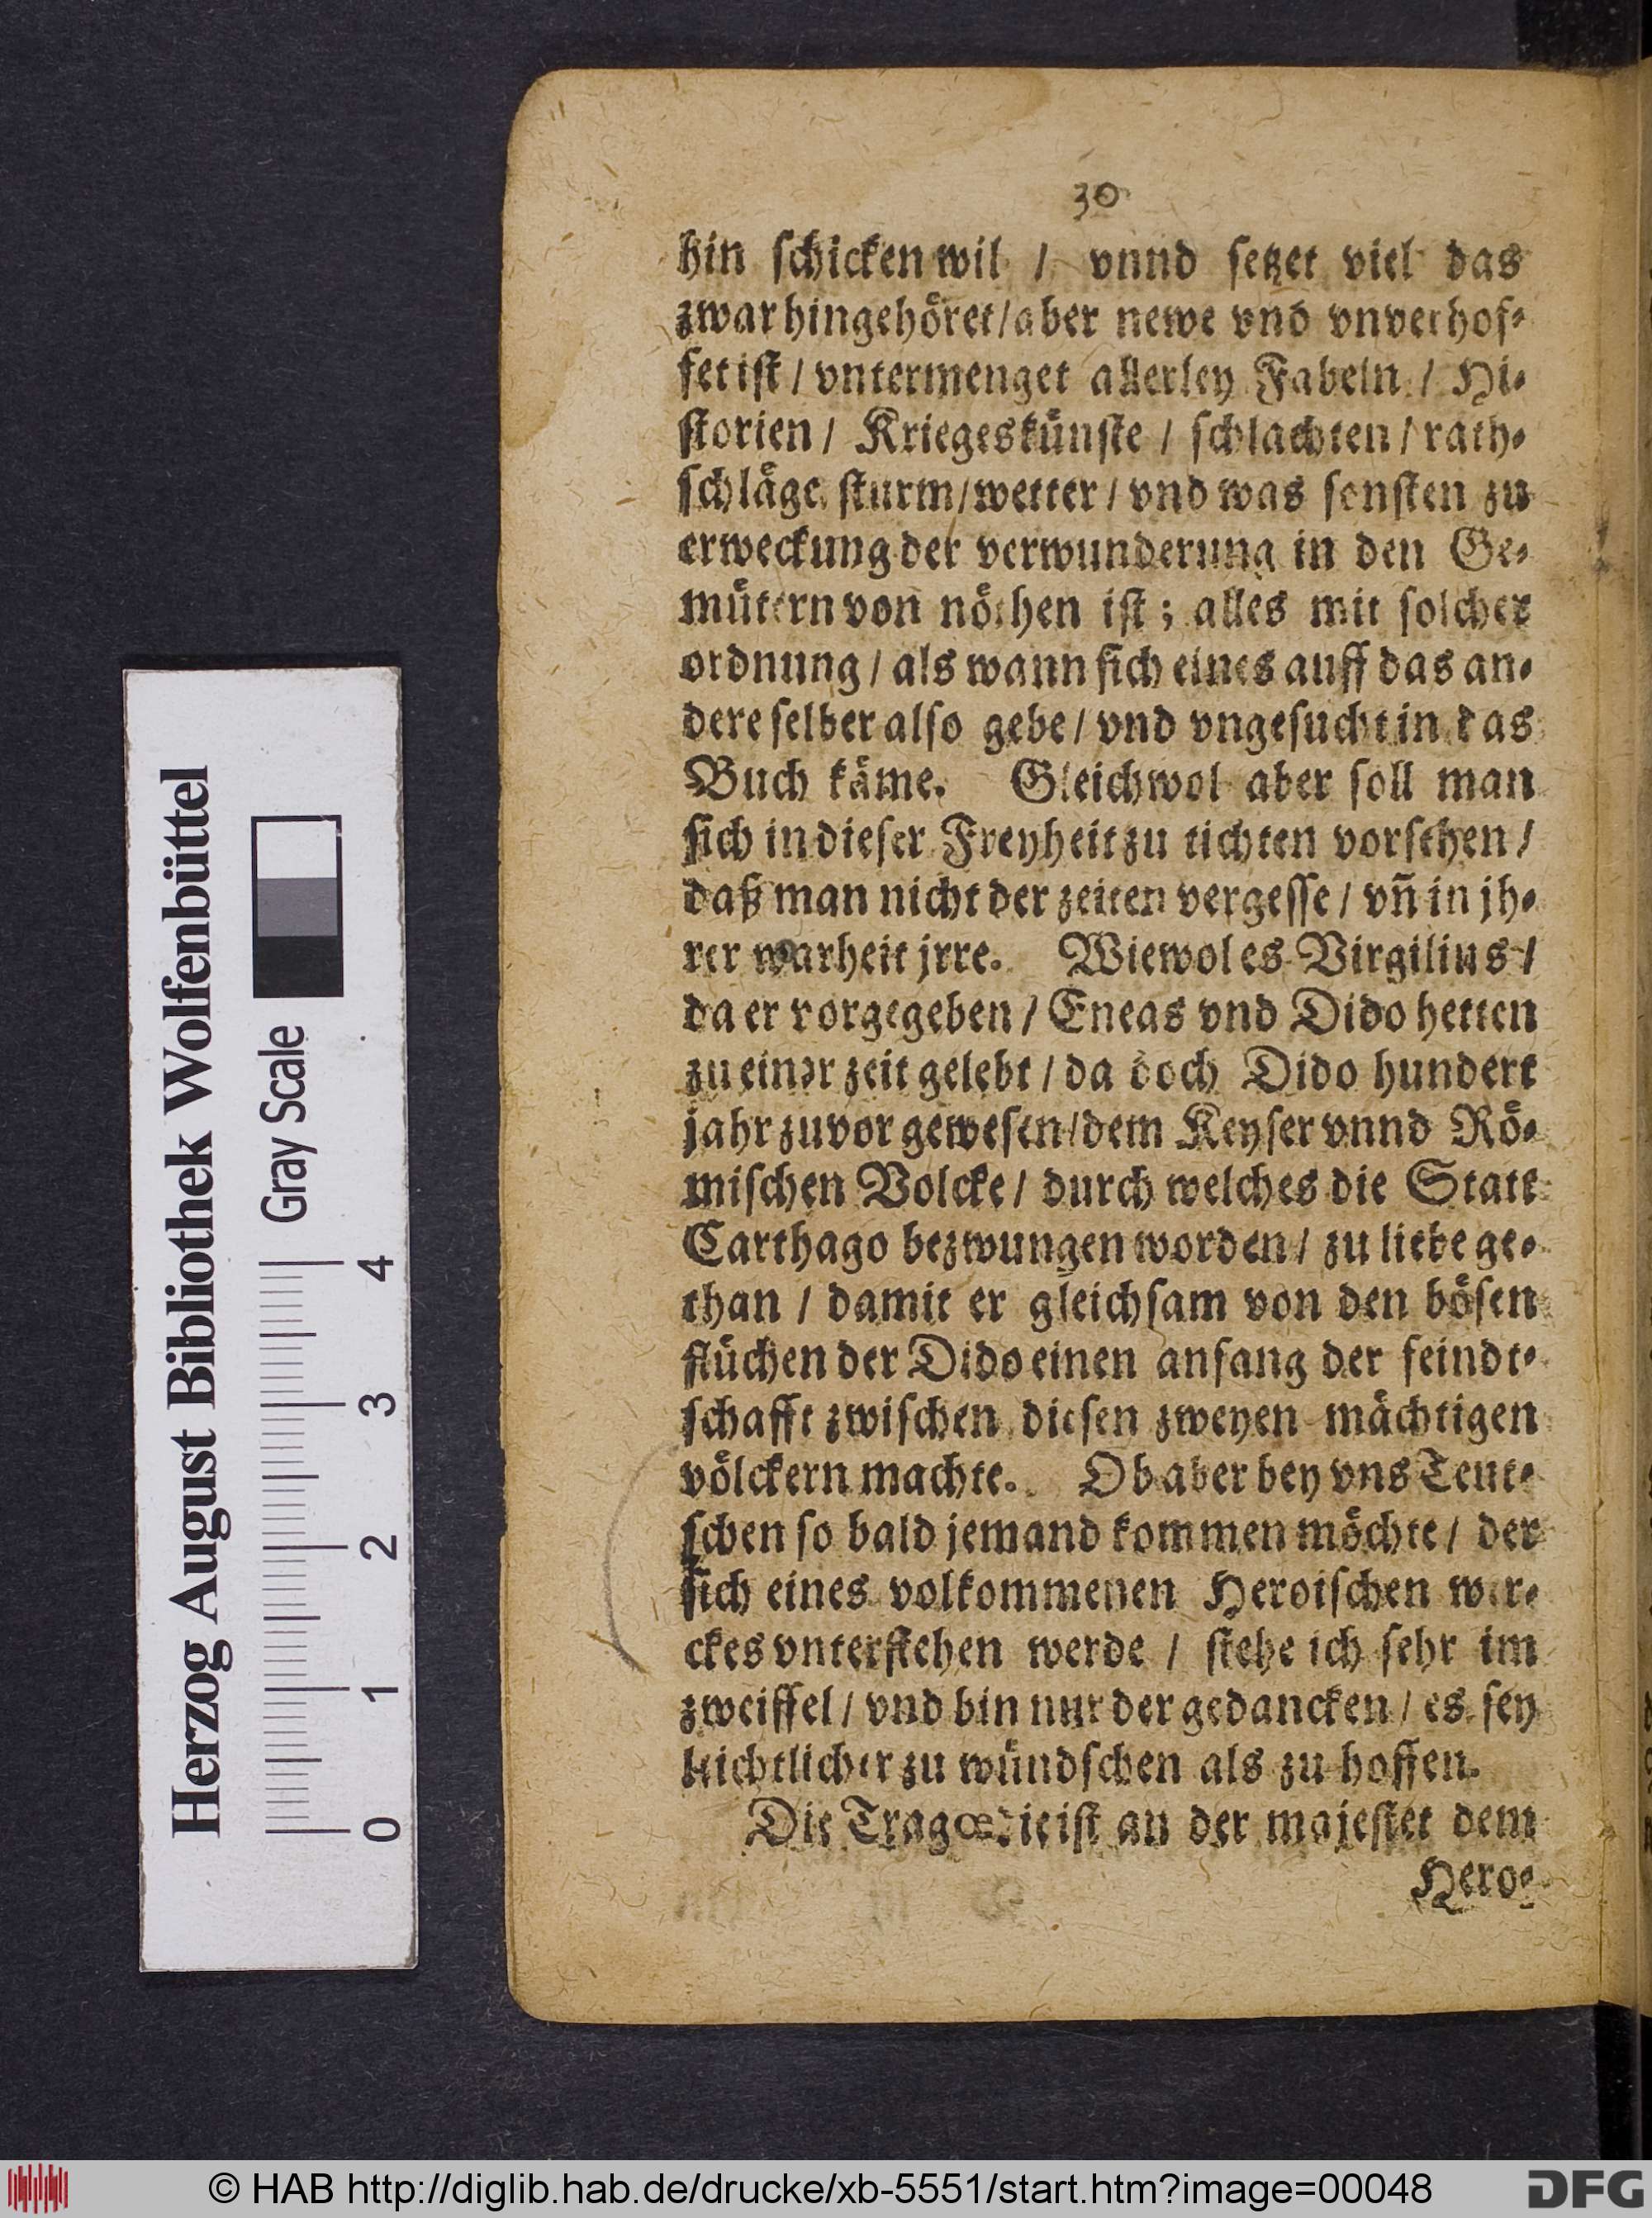 30
hin ſchicken wil / vnnd ſetzet viel das
zwar hingehöret / aber newe vnd vnverhof⸗
fet iſt / vntermenget allerley Fabeln / Hi⸗
ſtorien / Kriegeskünſte / ſchlachten / rath⸗
ſchläge, ſturm / wetter / vnd was ſonſten zu
erweckung der verwunderung in den Ge⸗
mütern von nöthen iſt ; alles mit ſolcher
ordnung / als wann ſich eines auff das an⸗
dere ſelber alſo gebe / vnd vngeſucht in das
Buch käme. Gleichwol aber ſoll man
ſich in dieſer Freyheit zu tichten vorſehen /
daß man nicht der zeiten vergeſſe / vn̄ in jh⸗
rer warheit jrre. Wiewol es Virgilius /
da er vorgegeben / Eneas vnd Dido hetten
zu einer zeit gelebt / da doch Dido hundert
jahr zuvor geweſen / dem Keyſer vnnd Rö⸗
miſchen Volcke / durch welches die Statt
Carthago bezwungen worden / zu liebe ge⸗
than / damit er gleichſam von den böſen
flüchen der Dido einen anfang der feindt⸗
ſchafft zwiſchen dieſen zweyen mächtigen
völckern machte. Ob aber bey vns Teut⸗
ſchen ſo bald jemand kommen möchte / der
ſich eines volkommenen Heroiſchen wer⸗
ckes vnterſtehen werde / ſtehe ich ſehr im
zweiffel / vnd bin nur der gedancken / es ſey
leichtlicher zu wündſchen als zu hoffen.
Die Tragœdie iſt an der majeſtet dem
Hero⸗
Herzog August Bibliothek Wolfenbüttel
Gray Scale
0 1 2 3 4
© HAB http://diglib.hab.de/drucke/xb-5551/start.htm?image=00048
DFG